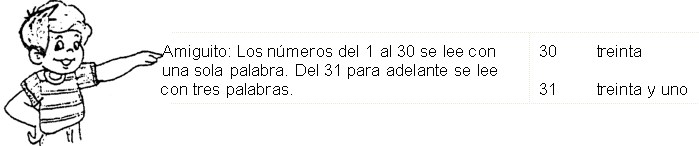 Amiguito: Los números del 1 al 30 se lee con
una sola palabra. Del 31 para adelante se lee
con tres palabras.
30 treinta
31 treinta y uno